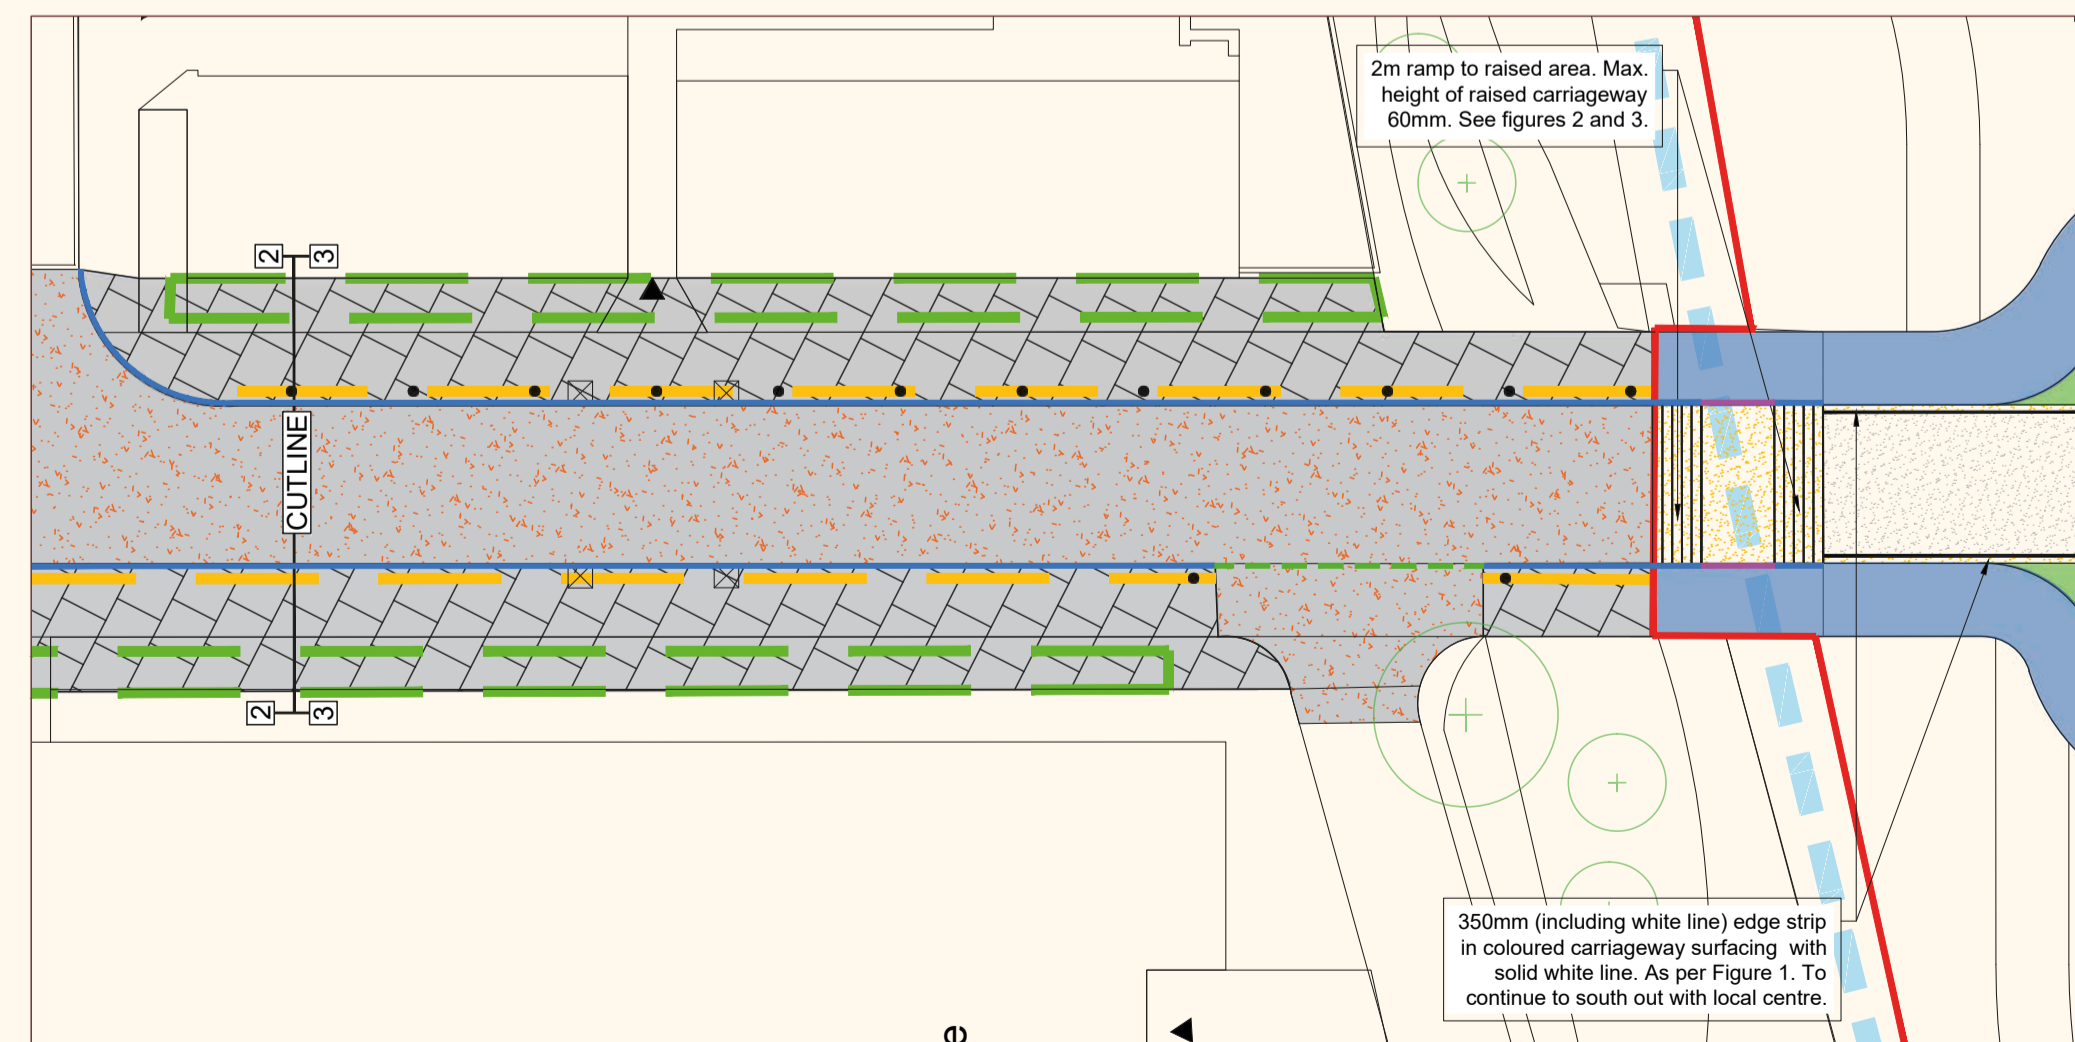 2m ramp to raised area. Max.
height of raised carriageway
60mm. See figures 2 and 3.
2 3
CUTLINE
2 3
350mm (including white line) edge strip
in coloured carriageway surfacing with
solid white line. As per Figure 1. To
continue to south out with local centre.
e